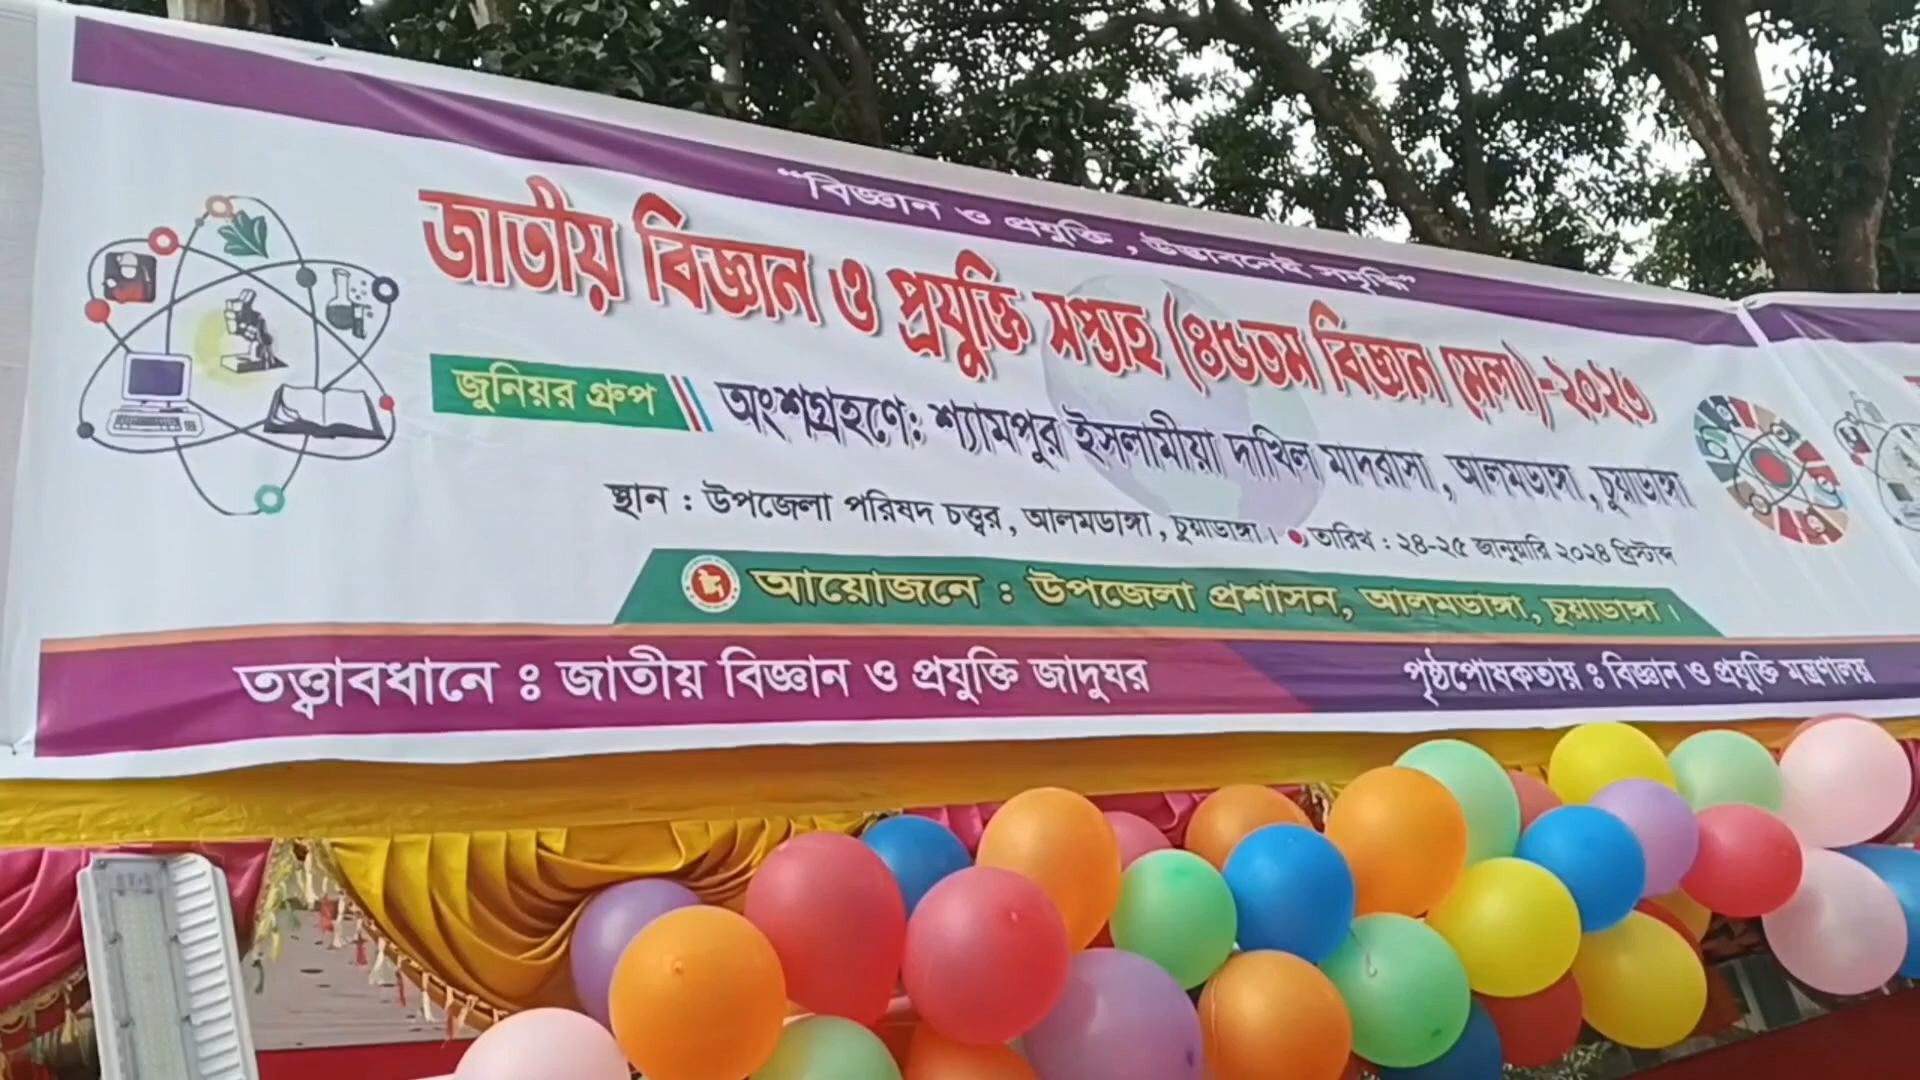 “বিজ্ঞান ও প্রযুক্তি, উদ্ভাবনেই সমৃদ্ধি”
জাতীয় বিজ্ঞান ও প্রযুক্তি সপ্তাহ (৪৫তম বিজ্ঞান মেলা)-২০২৩
জুনিয়র গ্রুপ
অংশগ্রহণে: শ্যামপুর ইসলামীয়া দাখিল মাদরাসা, আলমডাঙ্গা, চুয়াডাঙ্গা
স্থান : উপজেলা পরিষদ চত্ত্বর, আলমডাঙ্গা, চুয়াডাঙ্গা। ● তারিখ : ২৪-২৫ জানুয়ারি ২০২৪ খ্রিস্টাব্দ
আয়োজনে : উপজেলা প্রশাসন, আলমডাঙ্গা, চুয়াডাঙ্গা।
তত্ত্বাবধানে ঃ জাতীয় বিজ্ঞান ও প্রযুক্তি জাদুঘর
পৃষ্ঠপোষকতায় ঃ বিজ্ঞান ও প্রযুক্তি মন্ত্রণালয়